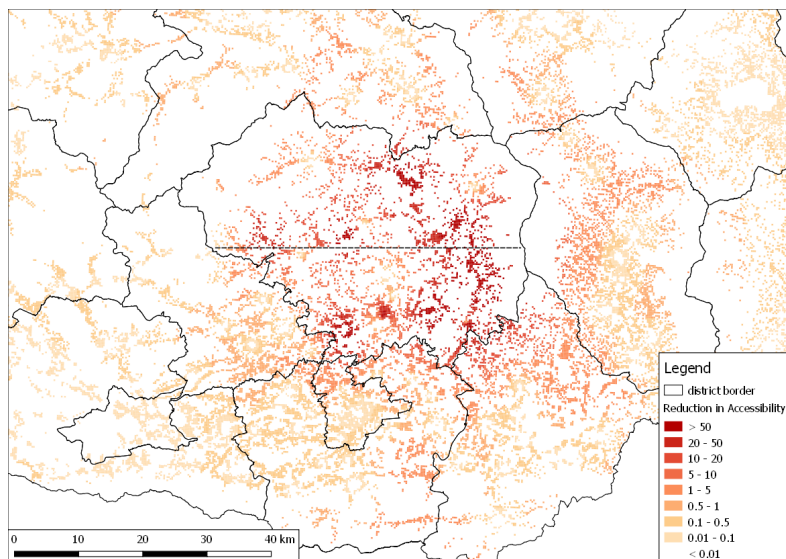 Legend
district border
Reduction in Accessibility
> 50
20 - 50
10 - 20
5 - 10
1 - 5
0.5 - 1
0.1 - 0.5
0.01 - 0.1
< 0.01
0 10 20 30 40 km